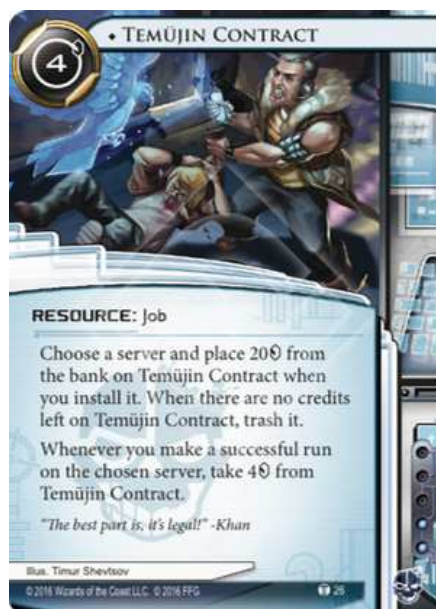 4
♦ TEMÜJIN CONTRACT
RESOURCE: Job
Choose a server and place 20 from
the bank on Temüjin Contract when
you install it. When there are no credits
left on Temüjin Contract, trash it.
Whenever you make a successful run
on the chosen server, take 4 from
Temüjin Contract.
"The best part is, it's legal!" -Khan
Illus. Timur Shevtsov
© 2016 Wizards of the Coast LLC. © 2016 FFG
26